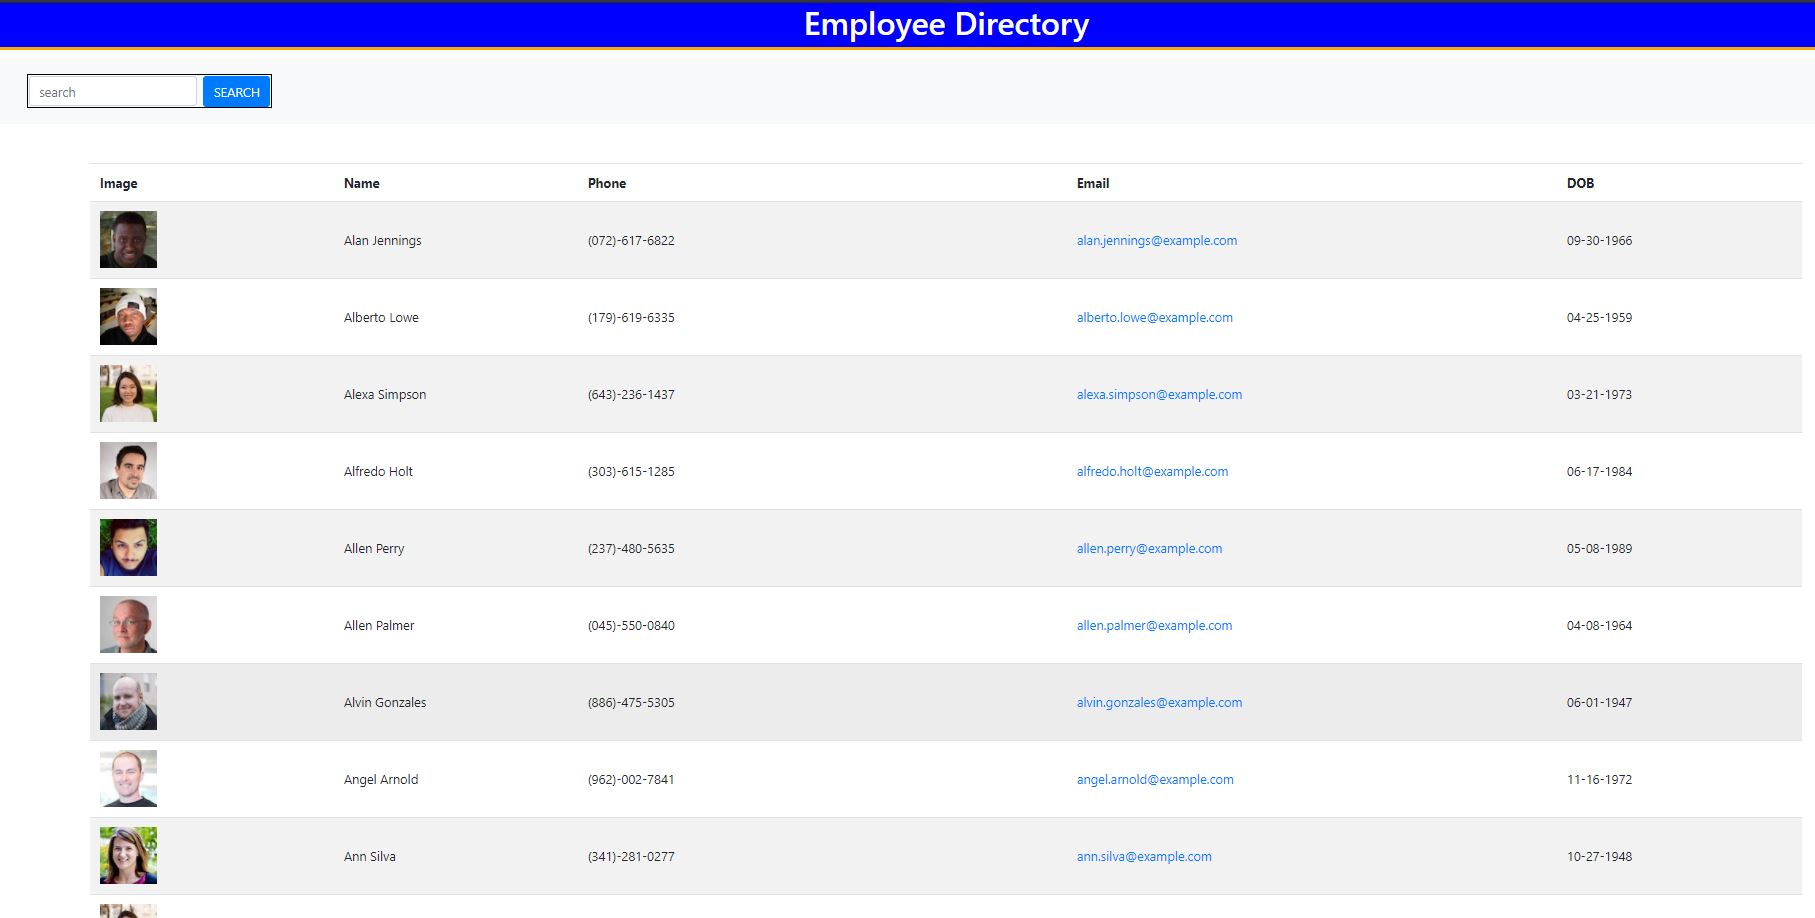 Employee Directory
search SEARCH
Image Name Phone Email DOB
Alan Jennings (072)-617-6822 alan.jennings@example.com 09-30-1966
Alberto Lowe (179)-619-6335 alberto.lowe@example.com 04-25-1959
Alexa Simpson (643)-236-1437 alexa.simpson@example.com 03-21-1973
Alfredo Holt (303)-615-1285 alfredo.holt@example.com 06-17-1984
Allen Perry (237)-480-5635 allen.perry@example.com 05-08-1989
Allen Palmer (045)-550-0840 allen.palmer@example.com 04-08-1964
Alvin Gonzales (886)-475-5305 alvin.gonzales@example.com 06-01-1947
Angel Arnold (962)-002-7841 angel.arnold@example.com 11-16-1972
Ann Silva (341)-281-0277 ann.silva@example.com 10-27-1948